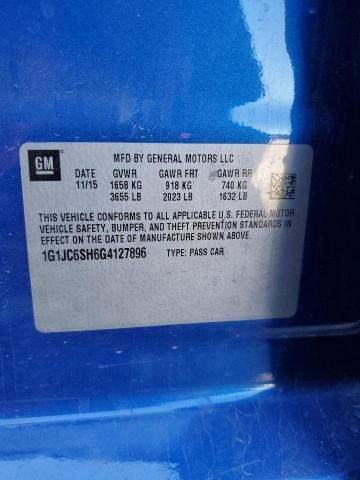 GM MFD BY GENERAL MOTORS LLC
DATE GVWR GAWR FRT GAWR RR
11/15 1658 KG 918 KG 740 KG
3655 LB 2023 LB 1632 LB
THIS VEHICLE CONFORMS TO ALL APPLICABLE U.S. FEDERAL MOTOR
VEHICLE SAFETY, BUMPER, AND THEFT PREVENTION STANDARDS IN
EFFECT ON THE DATE OF MANUFACTURE SHOWN ABOVE.
1G1JC6SH6G4127896 TYPE: PASS CAR